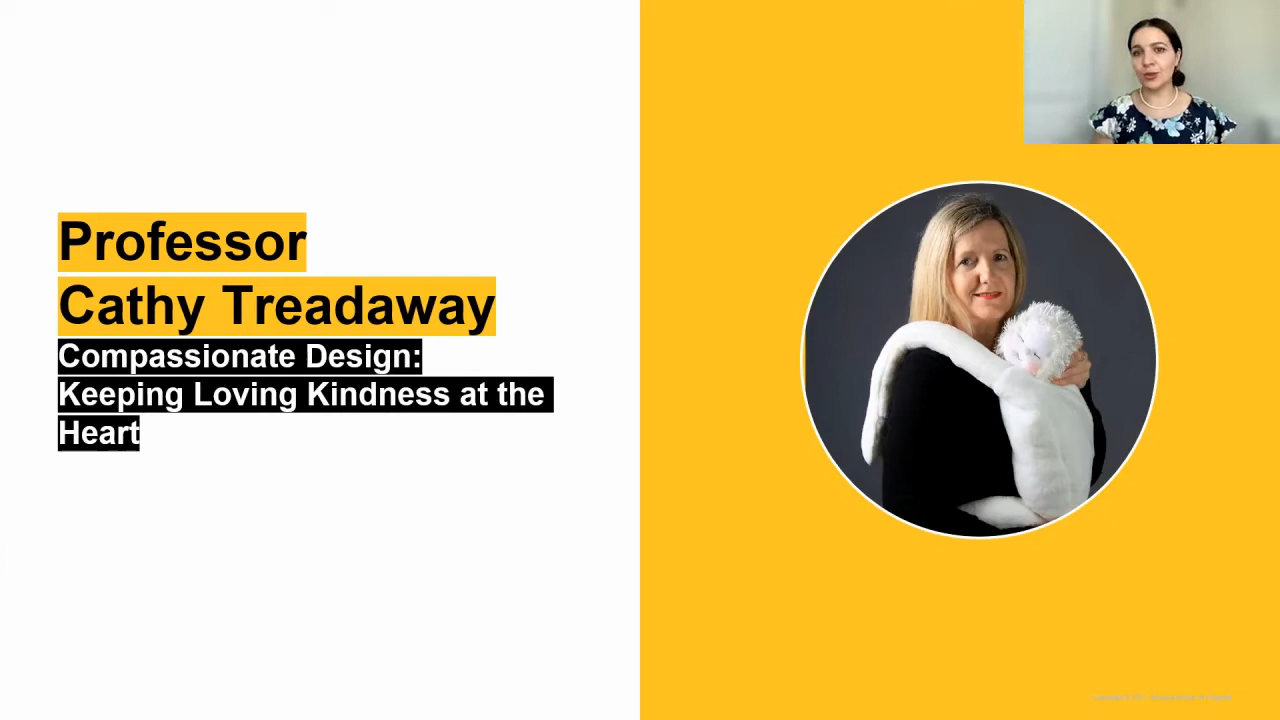 Professor
Cathy Treadaway
Compassionate Design:
Keeping Loving Kindness at the
Heart